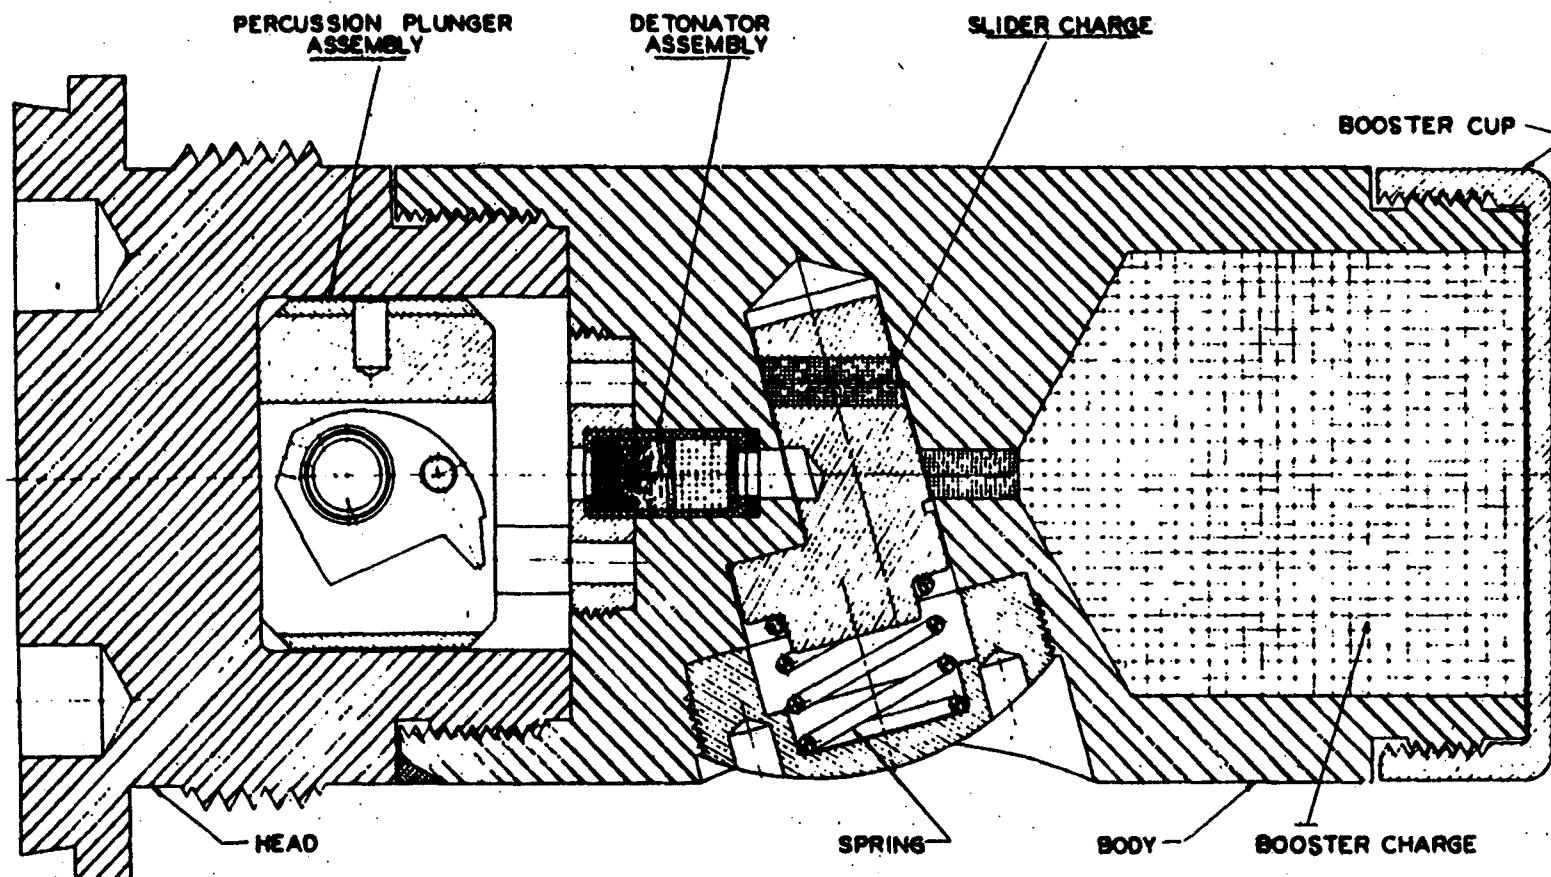 PERCUSSION PLUNGER
ASSEMBLY
DETONATOR
ASSEMBLY
SLIDER CHARGE
BOOSTER CUP
HEAD
SPRING
BODY
BOOSTER CHARGE